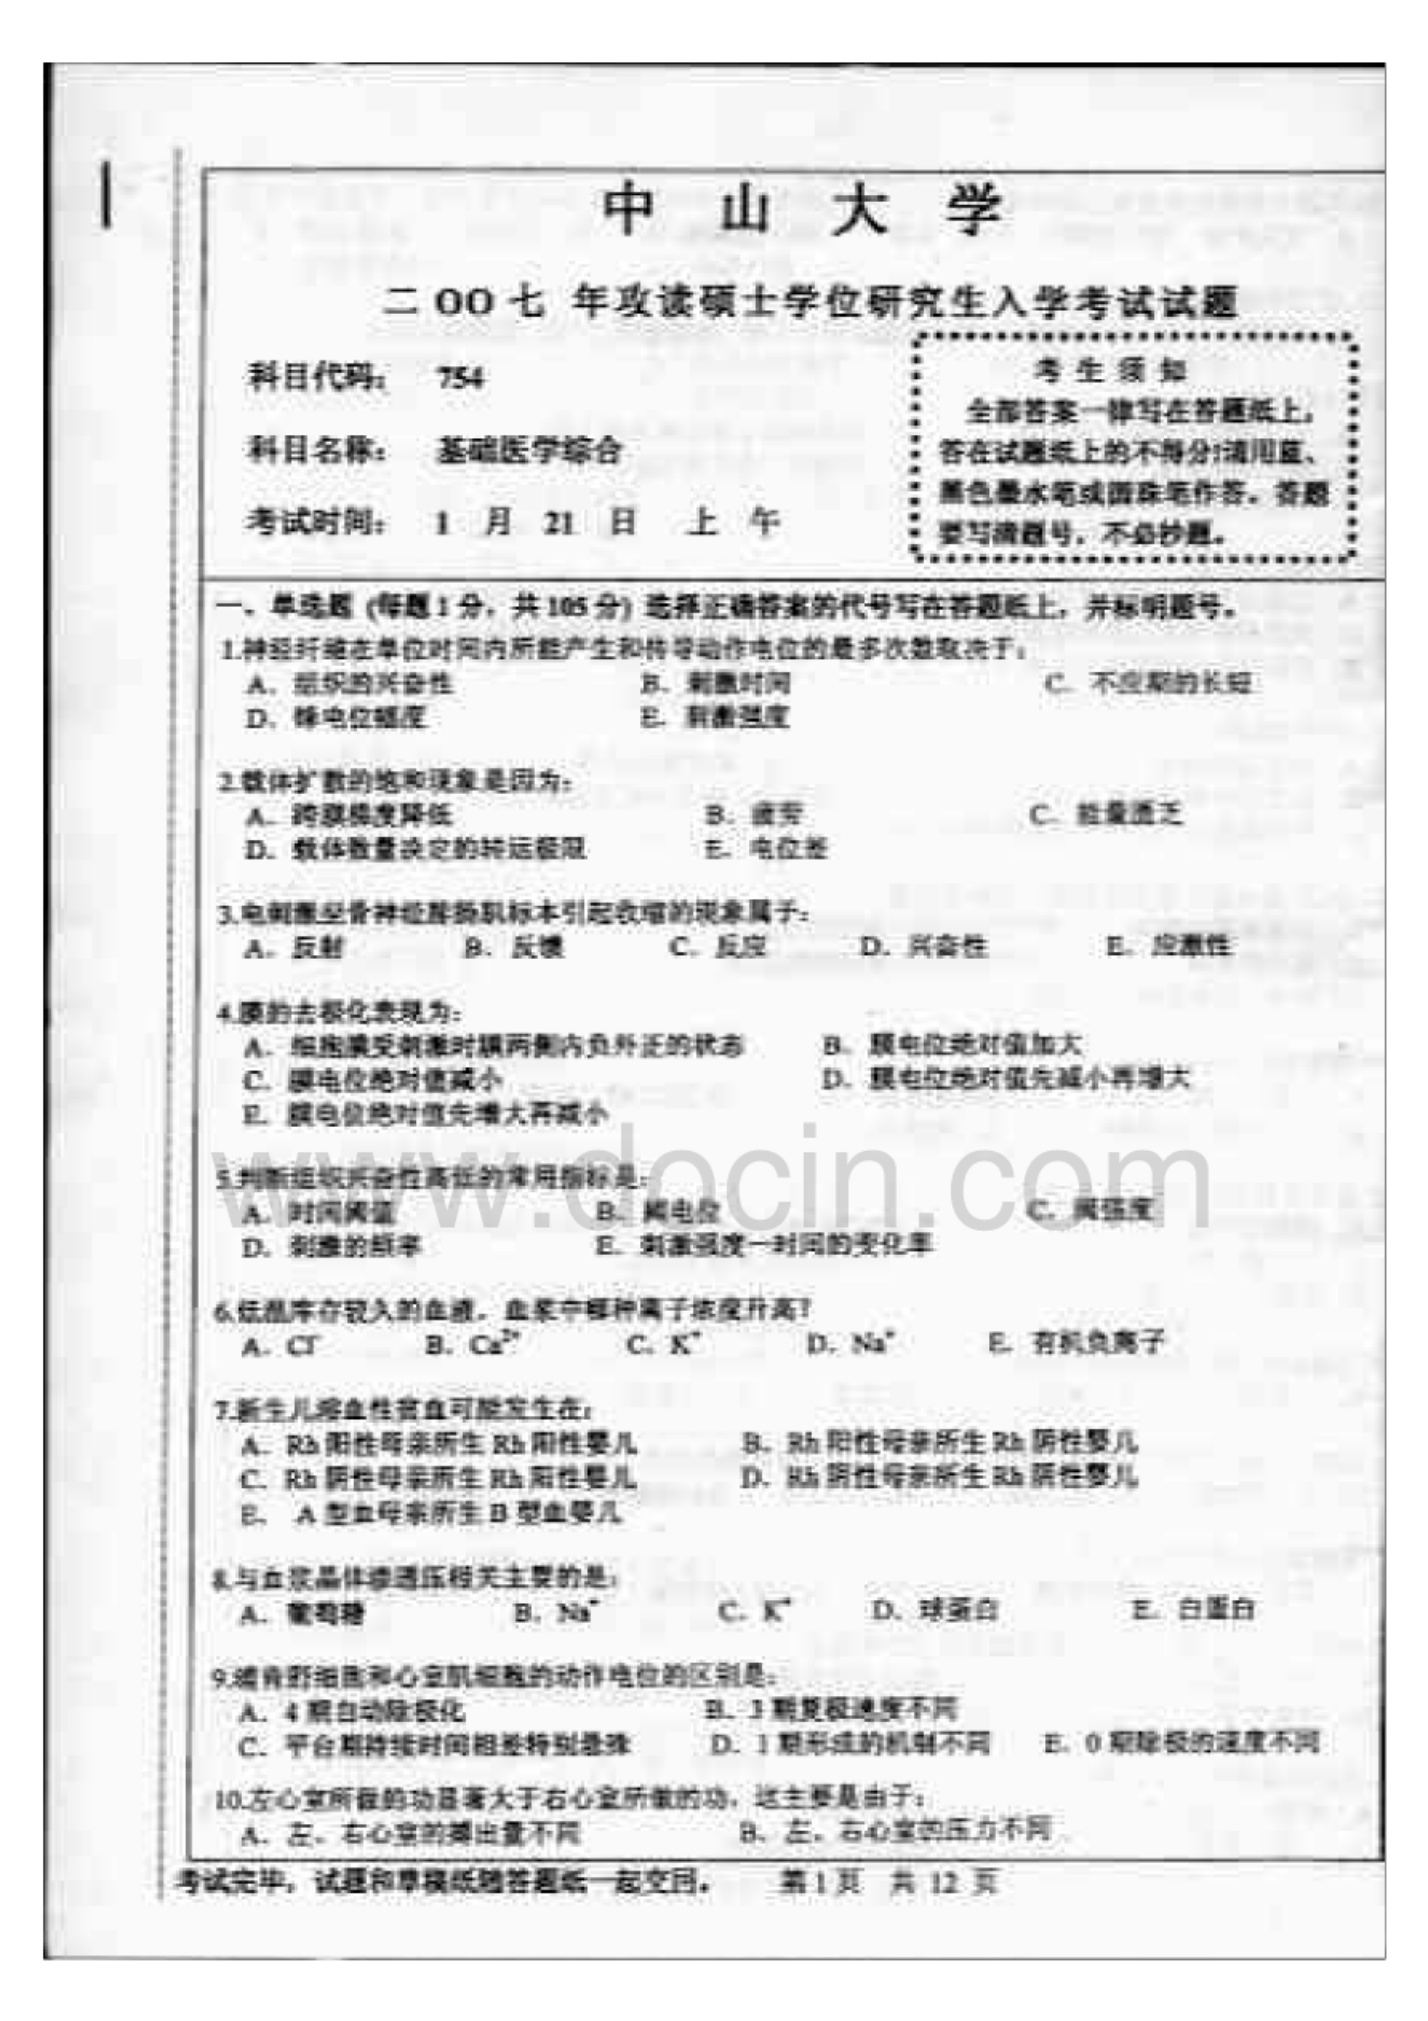 中 山 大 学
二OO七 年攻读硕士学位研究生入学考试试题
科目代码： 754
科目名称： 基础医学综合
考试时间： 1 月 21 日 上 午
考 生 须 知
全部答案一律写在答题纸上，
答在试题纸上的不得分!请用蓝、
黑色墨水笔或圆珠笔作答。答题
要写清题号，不必抄题。
一、单选题 (每题1分，共105分) 选择正确答案的代号写在答题纸上，并标明题号。
1.神经纤维在单位时间内所能产生和传导动作电位的最多次数取决于：
A．组织的兴奋性 B．刺激时间 C．不应期的长短
D．锋电位幅度 E．刺激强度
2.载体扩散的饱和现象是因为：
A．跨膜梯度降低 B．疲劳 C．能量匮乏
D．载体数量决定的转运极限 E．电位差
3.电刺激坐骨神经腓肠肌标本引起收缩的现象属于：
A．反射 B．反馈 C．反应 D．兴奋性 E．应激性
4.膜的去极化表现为：
A．细胞膜受刺激时膜两侧内负外正的状态 B．膜电位绝对值加大
C．膜电位绝对值减小 D．膜电位绝对值先减小再增大
E．膜电位绝对值先增大再减小
5.判断组织兴奋性高低的常用指标是：
A．时间阈值 B．阈电位 C．阈强度
D．刺激的频率 E．刺激强度一时间的变化率
6.低温库存较久的血液，血浆中哪种离子浓度升高?
A．Cl⁻ B．Ca²⁺ C．K⁺ D．Na⁺ E．有机负离子
7.新生儿溶血性贫血可能发生在：
A．Rh阳性母亲所生Rh阳性婴儿 B．Rh阳性母亲所生Rh阴性婴儿
C．Rh阴性母亲所生Rh阳性婴儿 D．Rh阴性母亲所生Rh阴性婴儿
E． A型血母亲所生B型血婴儿
8.与血浆晶体渗透压相关主要的是：
A．葡萄糖 B．Na⁺ C．K⁺ D．球蛋白 E．白蛋白
9.浦肯野细胞和心室肌细胞的动作电位的区别是：
A．4期自动除极化 B．3期复极速度不同
C．平台期持续时间相差特别悬殊 D．1期形成的机制不同 E．0期除极的速度不同
10.左心室所做的功显著大于右心室所做的功，这主要是由于：
A．左、右心室的搏出量不同 B．左、右心室的压力不同
考试完毕，试题和草稿纸随答题纸一起交回。 第1页 共 12 页
www.docin.com